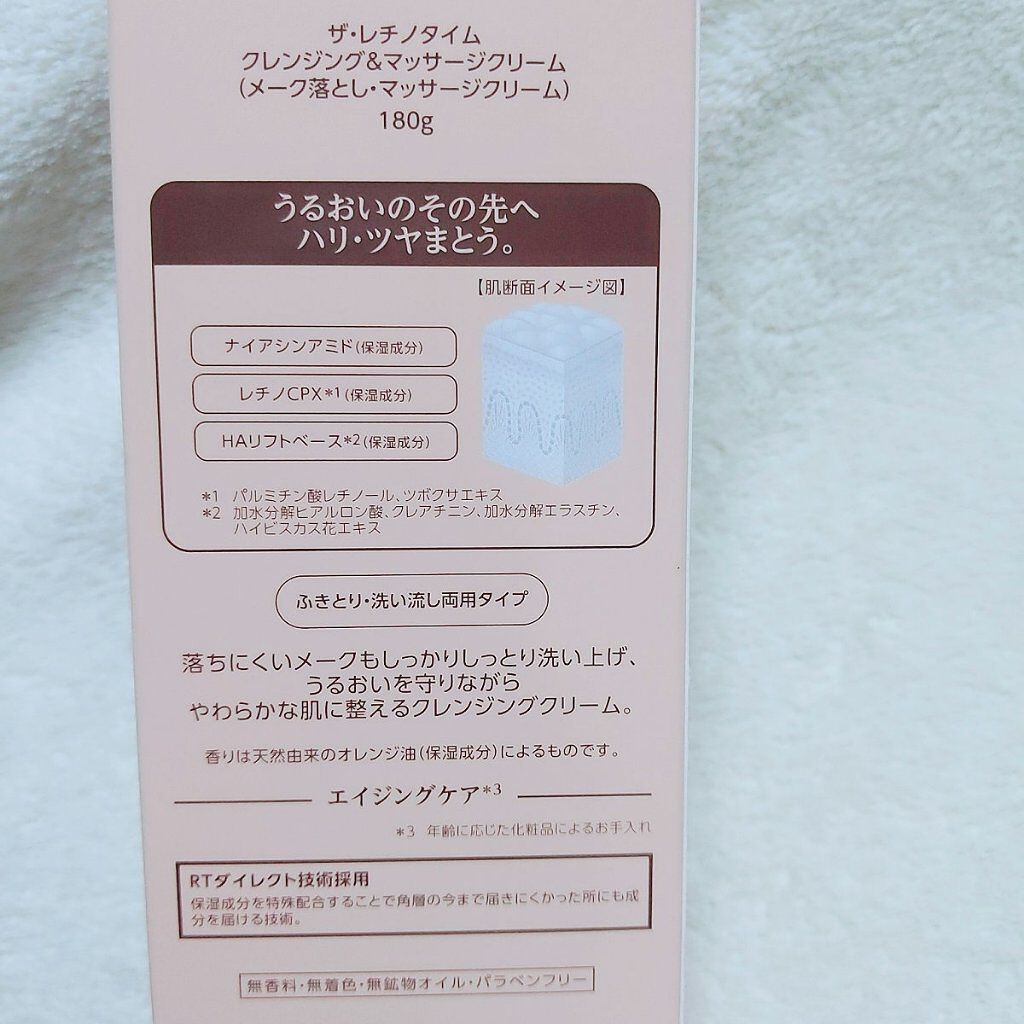 ザ・レチノタイム
クレンジング&マッサージクリーム
(メーク落とし・マッサージクリーム)
180g
うるおいのその先へ
ハリ・ツヤまとう。
【肌断面イメージ図】
ナイアシンアミド(保湿成分)
レチノCPX*1(保湿成分)
HAリフトベース*2(保湿成分)
*1 パルミチン酸レチノール、ツボクサエキス
*2 加水分解ヒアルロン酸、クレアチニン、加水分解エラスチン、
ハイビスカス花エキス
ふきとり・洗い流し両用タイプ
落ちにくいメークもしっかりしっとり洗い上げ、
うるおいを守りながら
やわらかな肌に整えるクレンジングクリーム。
香りは天然由来のオレンジ油(保湿成分)によるものです。
エイジングケア*3
*3 年齢に応じた化粧品によるお手入れ
RTダイレクト技術採用
保湿成分を特殊配合することで角層の今まで届きにくかった所にも成
分を届ける技術。
無香料・無着色・無鉱物オイル・パラベンフリー